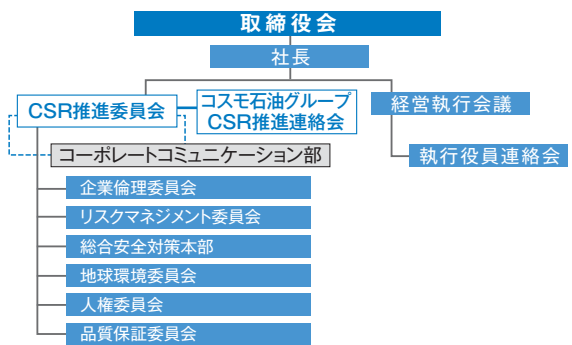 取締役会
社長
CSR推進委員会
コスモ石油グループ
CSR推進連絡会
経営執行会議
コーポレートコミュニケーション部
執行役員連絡会
企業倫理委員会
リスクマネジメント委員会
総合安全対策本部
地球環境委員会
人権委員会
品質保証委員会